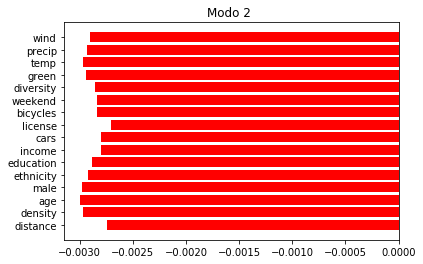 Modo 2
wind
precip
temp
green
diversity
weekend
bicycles
license
cars
income
education
ethnicity
male
age
density
distance
−0.0030 −0.0025 −0.0020 −0.0015 −0.0010 −0.0005 0.0000